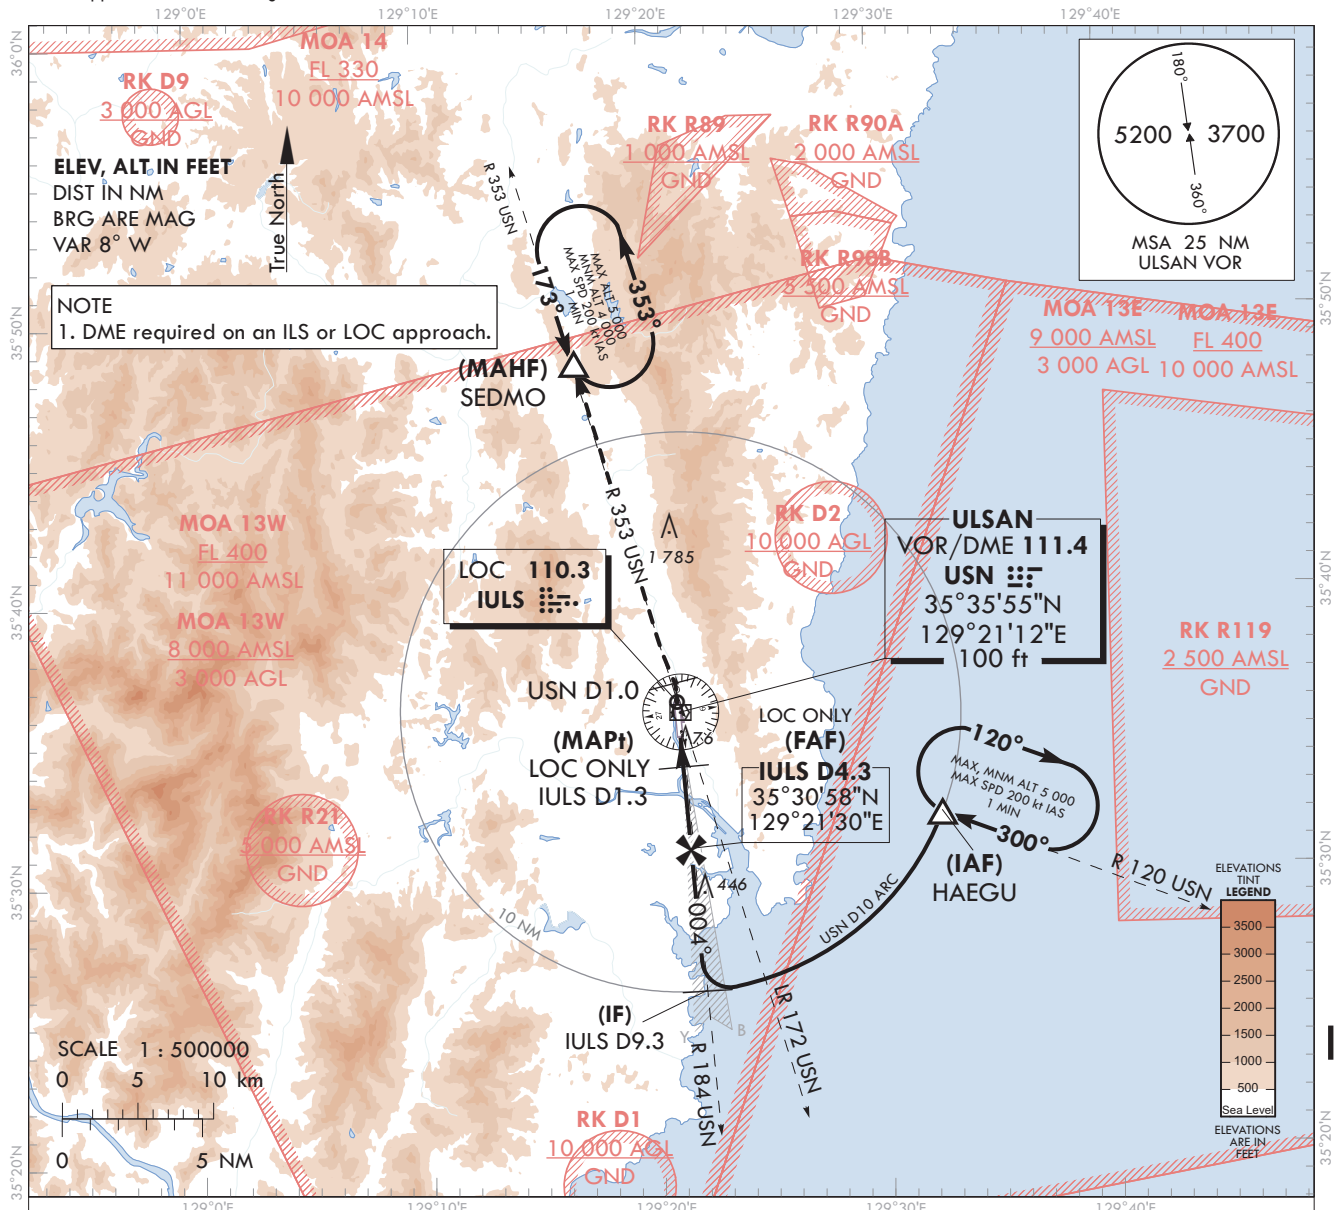 129°0'E
129°10'E
129°20'E
129°30'E
129°40'E
36°0'N
35°50'N
35°40'N
35°30'N
35°20'N
MOA 14
FL 330
10 000 AMSL
RK D9
3 000 AGL
GND
ELEV, ALT IN FEET
DIST IN NM
BRG ARE MAG
VAR 8° W
True North
NOTE
1. DME required on an ILS or LOC approach.
RK R89
1 000 AMSL
GND
RK R90A
2 000 AMSL
GND
RK R90B
5 500 AMSL
GND
180°
5200
3700
360°
MSA 25 NM
ULSAN VOR
R 353 USN
173°
MAX ALT 5 000
MNM ALT 4 000
MAX SPD 200 kt IAS
1 MIN
353°
(MAHF)
SEDMO
MOA 13E
9 000 AMSL
3 000 AGL
MOA 13E
FL 400
10 000 AMSL
35°50'N
MOA 13W
FL 400
11 000 AMSL
MOA 13W
8 000 AMSL
3 000 AGL
R 353 USN
1 785
RK D2
10 000 AGL
GND
LOC 110.3
IULS
ULSAN
VOR/DME 111.4
USN
35°35'55"N
129°21'12"E
100 ft
35°40'N
RK R119
2 500 AMSL
GND
USN D1.0
27
9
176
(MAPt)
LOC ONLY
IULS D1.3
LOC ONLY
(FAF)
IULS D4.3
35°30'58"N
129°21'30"E
120°
MAX, MNM ALT 5 000
MAX SPD 200 kt IAS
1 MIN
300°
(IAF)
HAEGU
R 120 USN
RK R21
5 000 AMSL
GND
446
004°
USN D10 ARC
10 NM
35°30'N
(IF)
IULS D9.3
Y
B
LR 172 USN
R 184 USN
RK D1
10 000 AGL
GND
SCALE 1 : 500000
0 5 10 km
0 5 NM
ELEVATIONS
TINT
LEGEND
3500
3000
2500
2000
1500
1000
500
Sea Level
ELEVATIONS
ARE IN
FEET
35°20'N
129°0'E
129°10'E
129°20'E
129°30'E
129°40'E